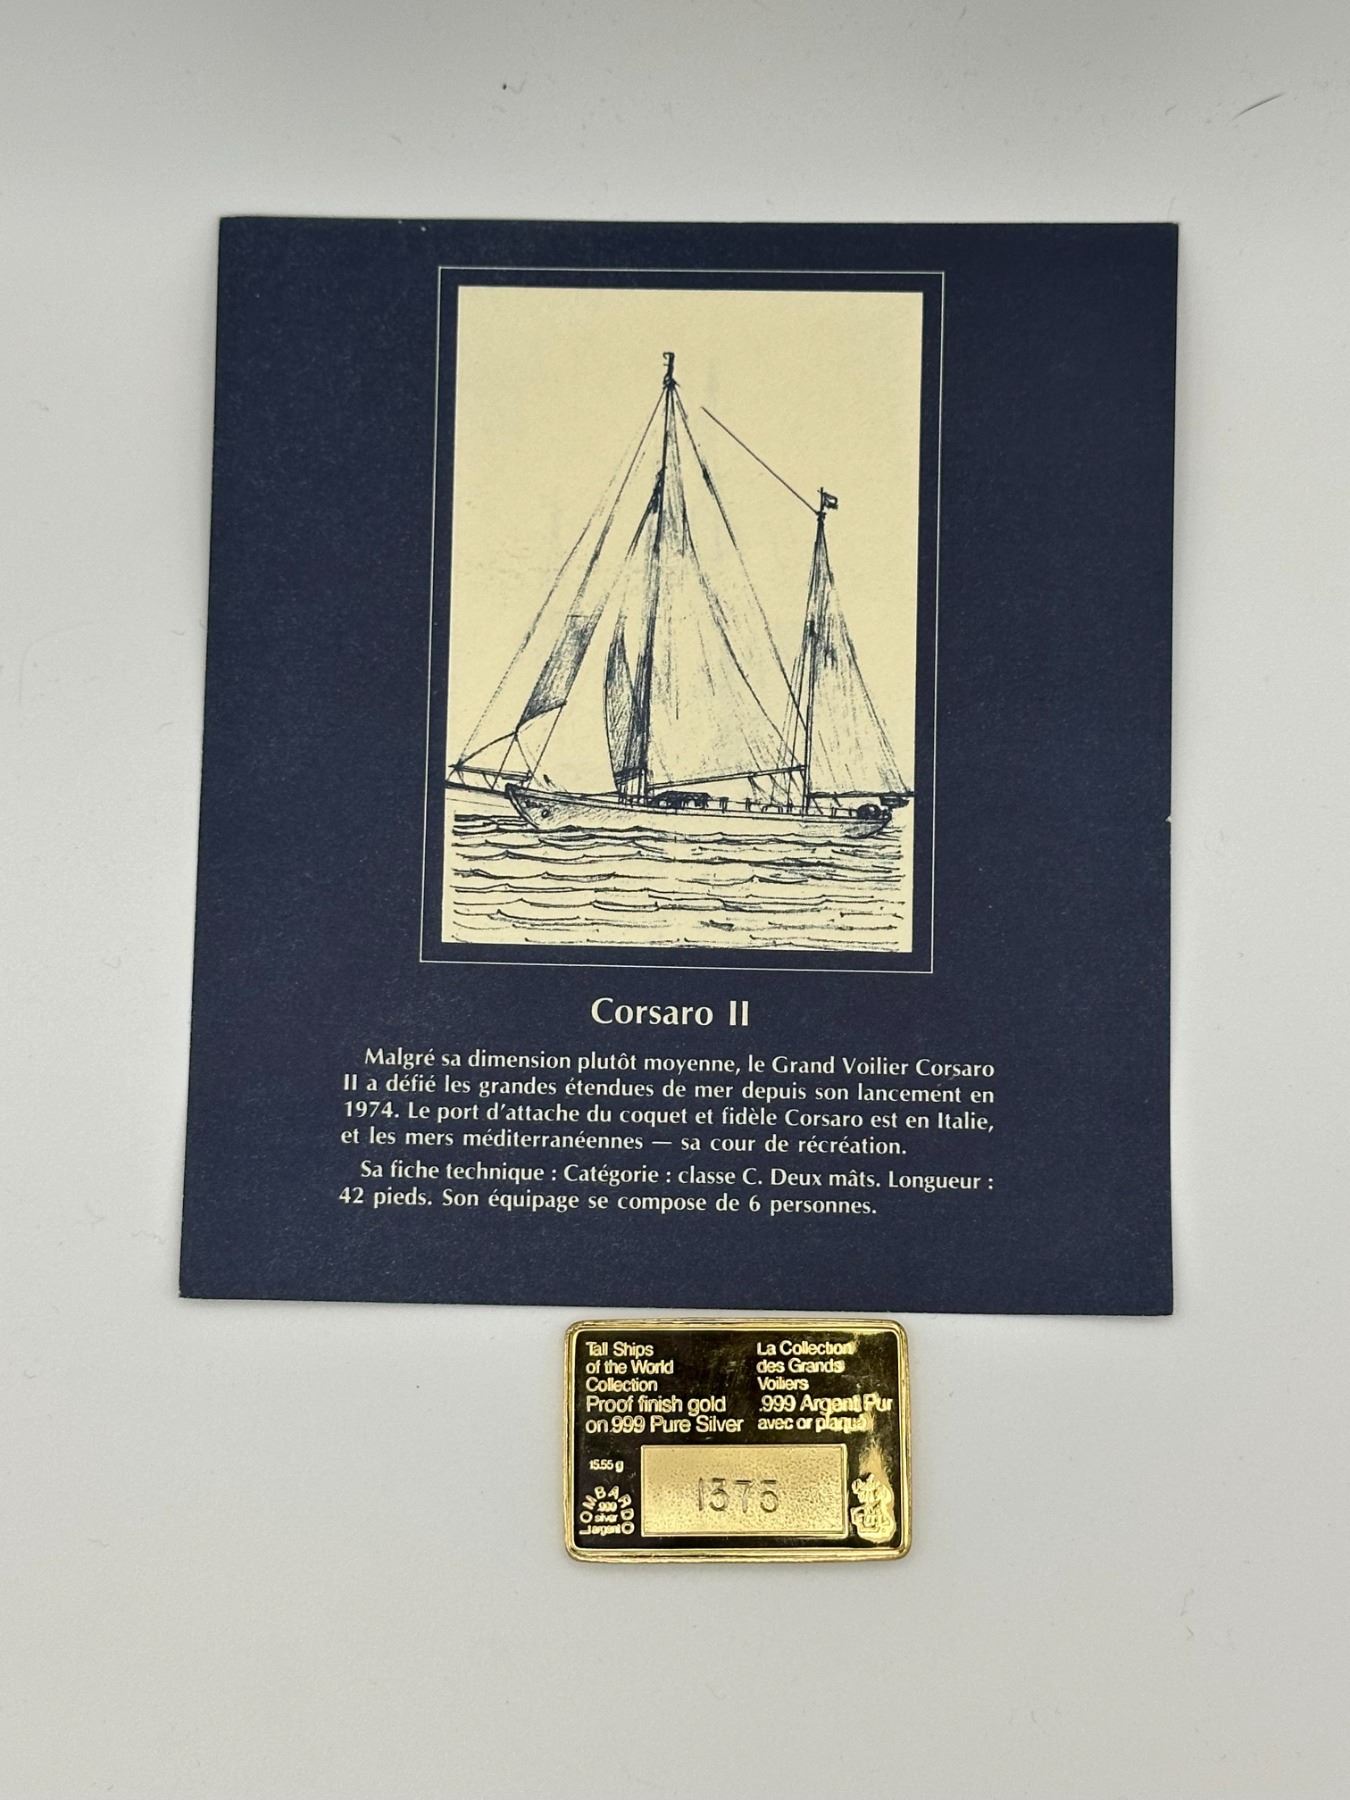 Corsaro II
Malgré sa dimension plutôt moyenne, le Grand Voilier Corsaro
II a défié les grandes étendues de mer depuis son lancement en
1974. Le port d'attache du coquet et fidèle Corsaro est en Italie,
et les mers méditerranéennes — sa cour de récréation.
Sa fiche technique : Catégorie : classe C. Deux mâts. Longueur :
42 pieds. Son équipage se compose de 6 personnes.
Tall Ships
of the World
Collection
Proof finish gold
on .999 Pure Silver
La Collection
des Grands
Voiliers
.999 Argent Pur
avec or plaqué
15.55 g
LOMBARDO
.999
silver
argent
1375